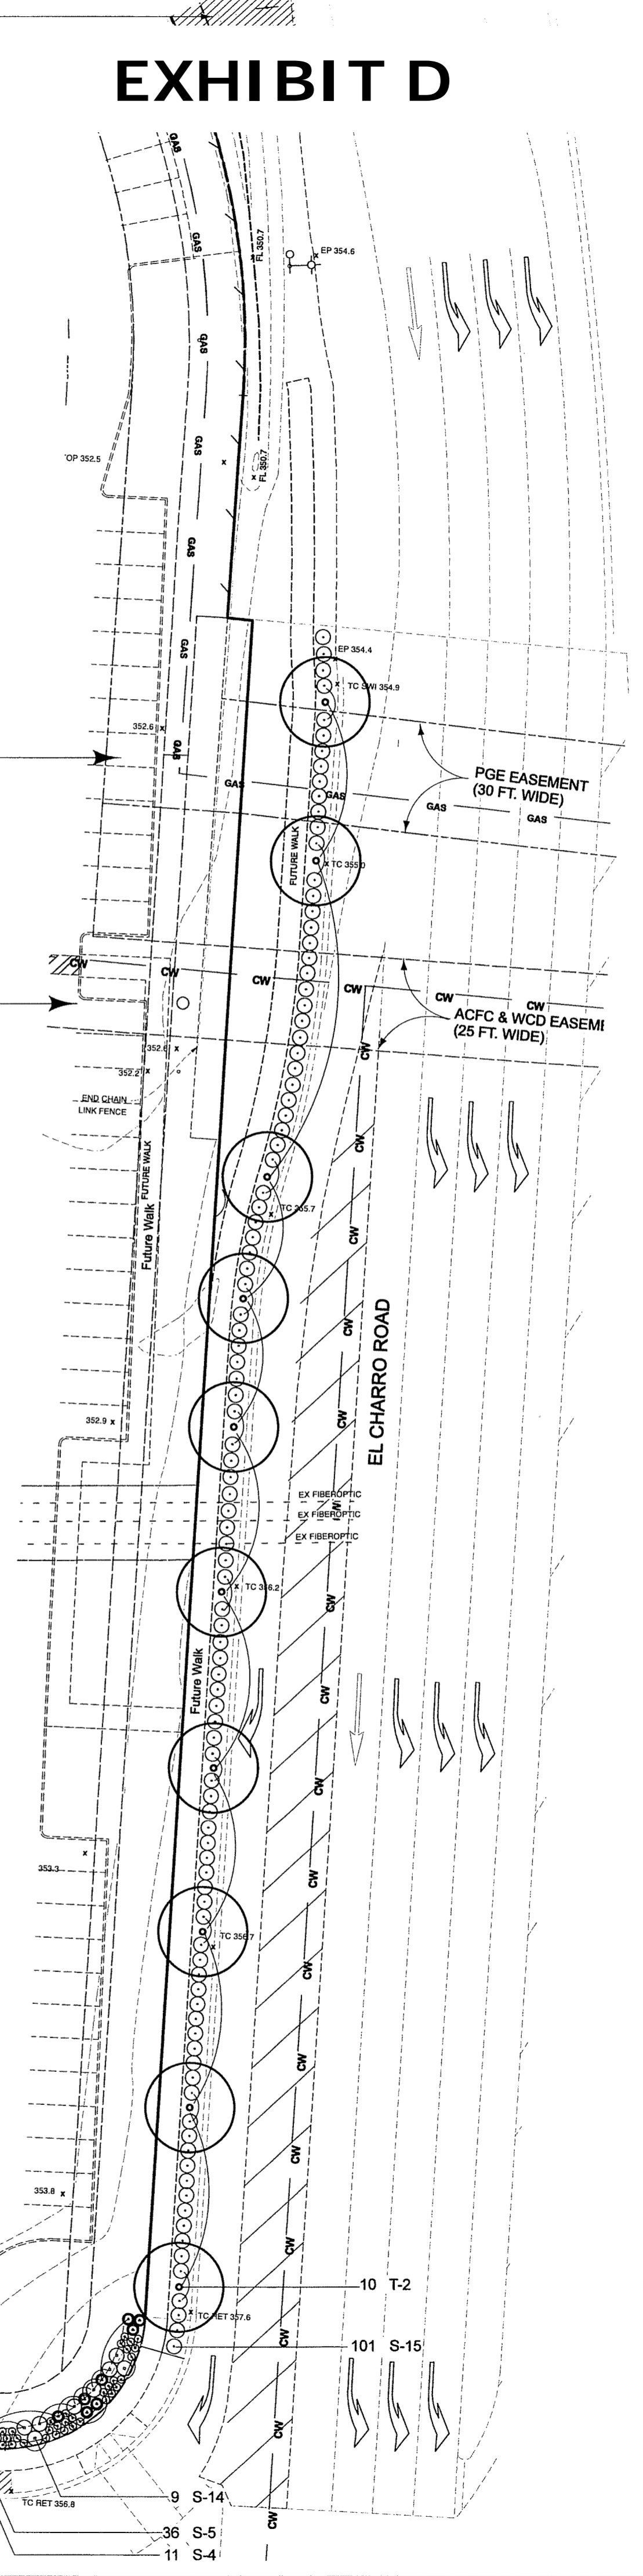 EXHIBIT D
GAS
GAS
FL 350.7
EP 354.6
GAS
GAS
TOP 352.5
FL 350.7
GAS
GAS
EP 354.4
TC SWI 354.9
352.6
GAS
PGE EASEMENT
(30 FT. WIDE)
GAS
GAS
GAS
GAS
FUTURE WALK
TC 355.0
CW
CW
CW
CW
CW
CW
ACFC & WCD EASEME
(25 FT. WIDE)
CW
352.6
352.2
END CHAIN
LINK FENCE
FUTURE WALK
Future Walk
CW
TC 355.7
CW
CW
EL CHARRO ROAD
CW
352.9
EX FIBEROPTIC
EX FIBEROPTIC
EX FIBEROPTIC
CW
TC 356.2
CW
Future Walk
CW
CW
353.3
CW
TC 356.7
CW
CW
CW
353.8
CW
10 T-2
TC RET 357.6
CW
101 S-15
CW
9 S-14
TC RET 356.8
CW
36 S-5
11 S-4